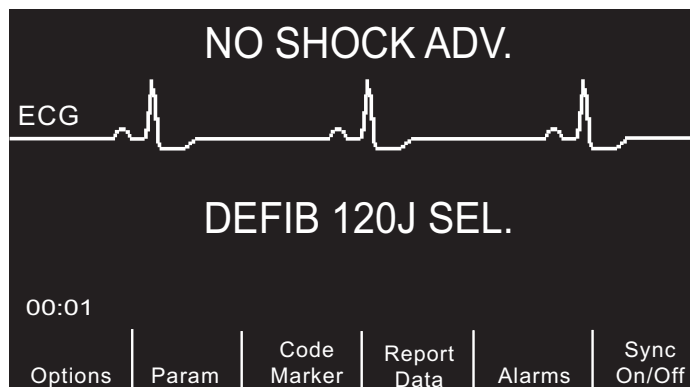 NO SHOCK ADV.
ECG
DEFIB 120J SEL.
00:01
Options
Param
Code
Marker
Report
Data
Alarms
Sync
On/Off